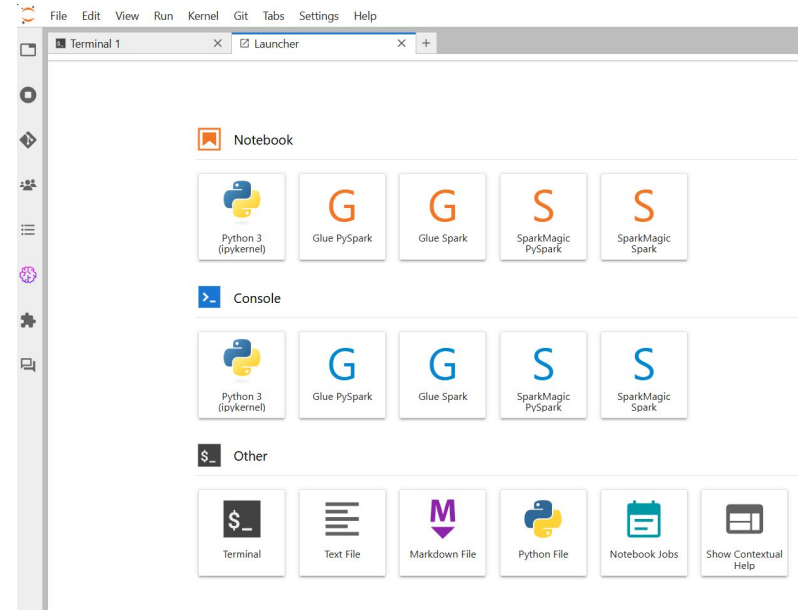 File Edit View Run Kernel Git Tabs Settings Help
$_ Terminal 1 Launcher
Notebook
Python 3 (ipykernel)
G Glue PySpark
G Glue Spark
S SparkMagic PySpark
S SparkMagic Spark
>_ Console
Python 3 (ipykernel)
G Glue PySpark
G Glue Spark
S SparkMagic PySpark
S SparkMagic Spark
$_ Other
$_ Terminal
Text File
M Markdown File
Python File
Notebook Jobs
Show Contextual Help